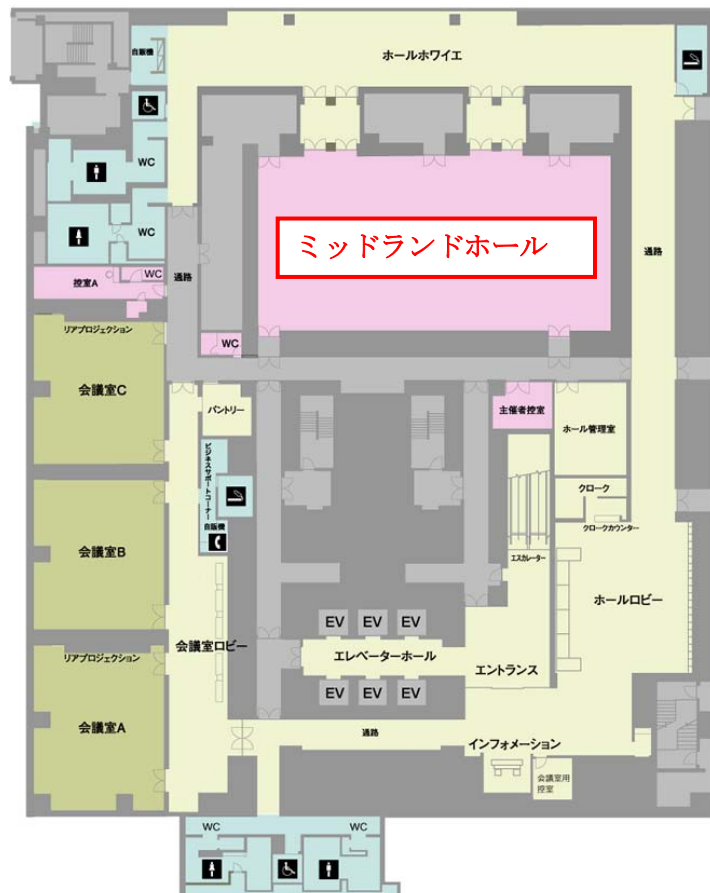 ホールホワイエ
自販機
WC
WC
ミッドランドホール
通路
通路
控室A
WC
リアプロジェクション
WC
会議室C
パントリー
主催者控室
ホール管理室
ビジネスサポートコーナー
クローク
自販機
クロークカウンター
会議室B
エスカレーター
ホールロビー
EV EV EV
会議室ロビー
エレベーターホール
リアプロジェクション
エントランス
EV EV EV
会議室A
通路
インフォメーション
会議室用
控室
WC
WC